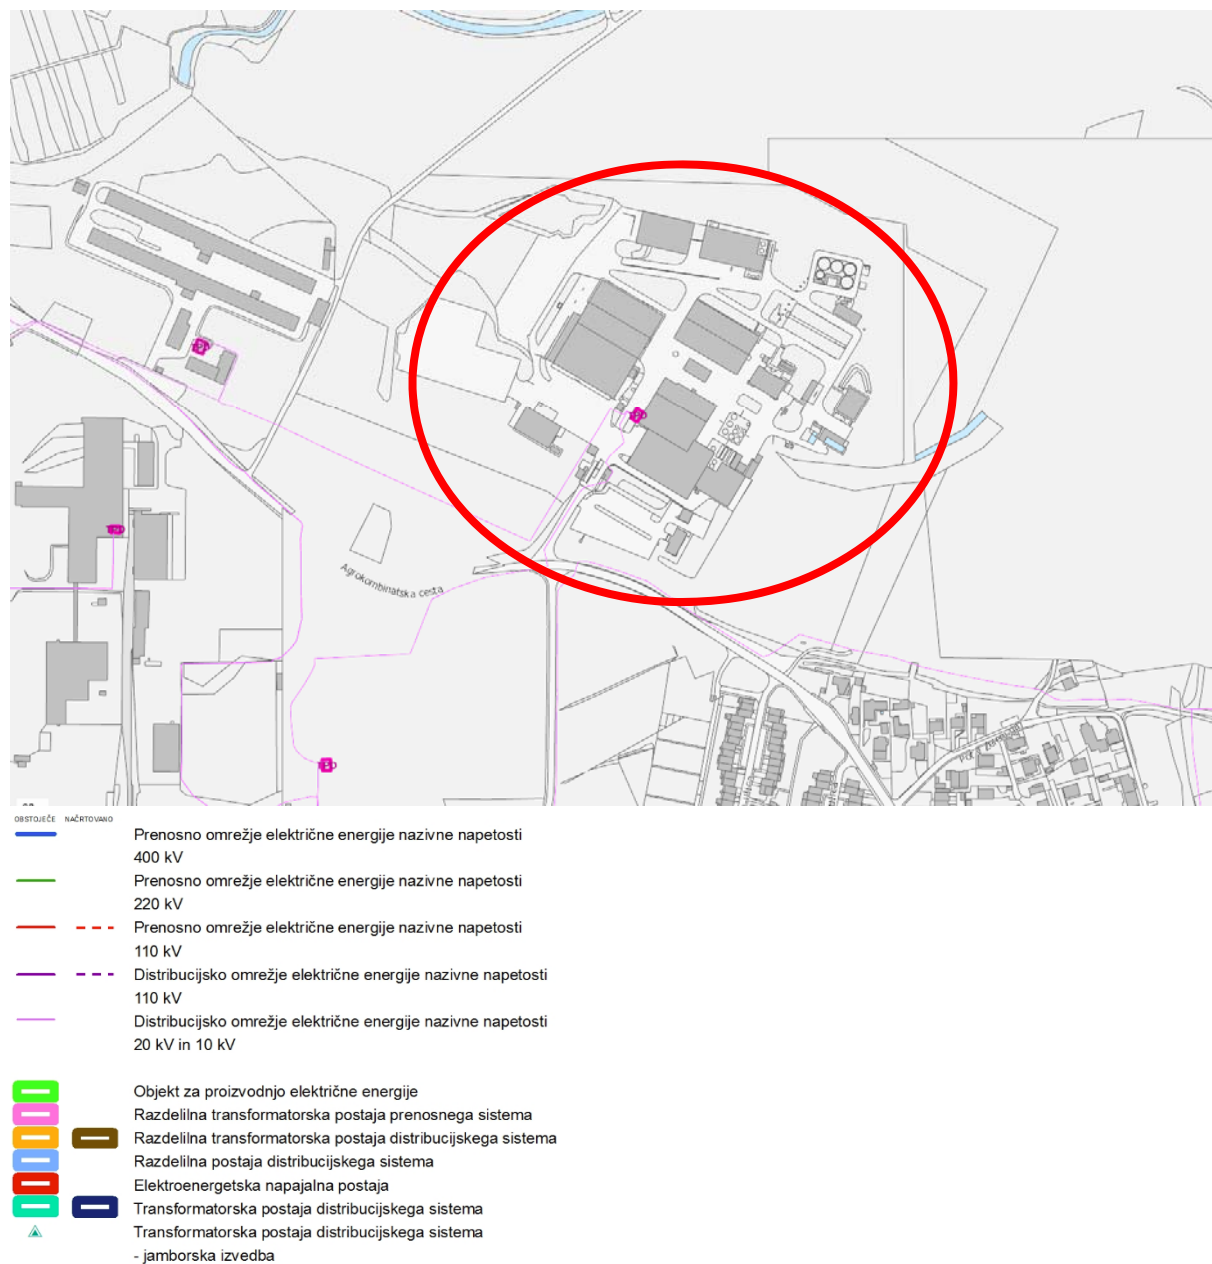 Agrokombinatska cesta
OBSTOJEČE NAČRTOVANO
Prenosno omrežje električne energije nazivne napetosti
400 kV
Prenosno omrežje električne energije nazivne napetosti
220 kV
Prenosno omrežje električne energije nazivne napetosti
110 kV
Distribucijsko omrežje električne energije nazivne napetosti
110 kV
Distribucijsko omrežje električne energije nazivne napetosti
20 kV in 10 kV
Objekt za proizvodnjo električne energije
Razdelilna transformatorska postaja prenosnega sistema
Razdelilna transformatorska postaja distribucijskega sistema
Razdelilna postaja distribucijskega sistema
Elektroenergetska napajalna postaja
Transformatorska postaja distribucijskega sistema
Transformatorska postaja distribucijskega sistema
- jamborska izvedba